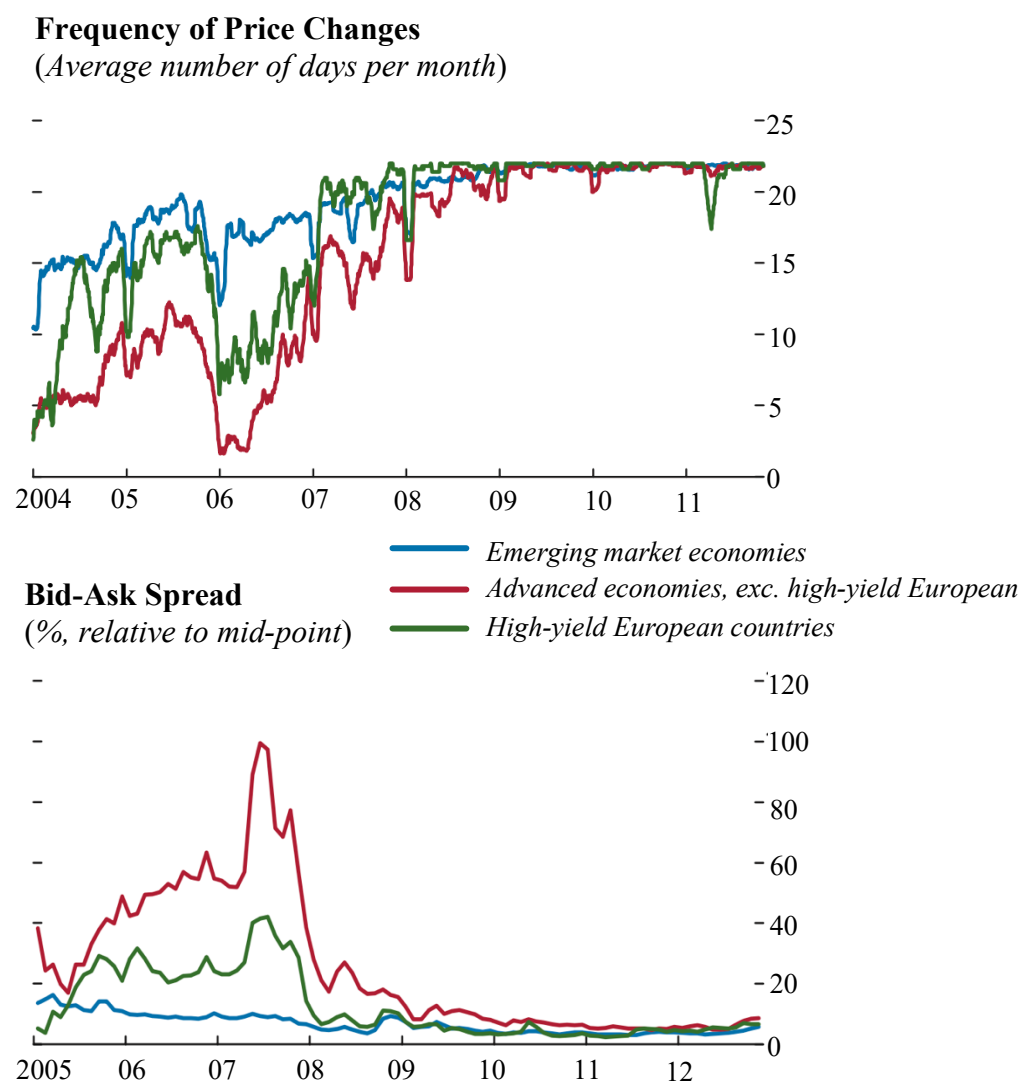 Frequency of Price Changes
(Average number of days per month)
25
20
15
10
5
0
2004 05 06 07 08 09 10 11
Emerging market economies
Advanced economies, exc. high-yield European
High-yield European countries
Bid-Ask Spread
(%, relative to mid-point)
120
100
80
60
40
20
0
2005 06 07 08 09 10 11 12